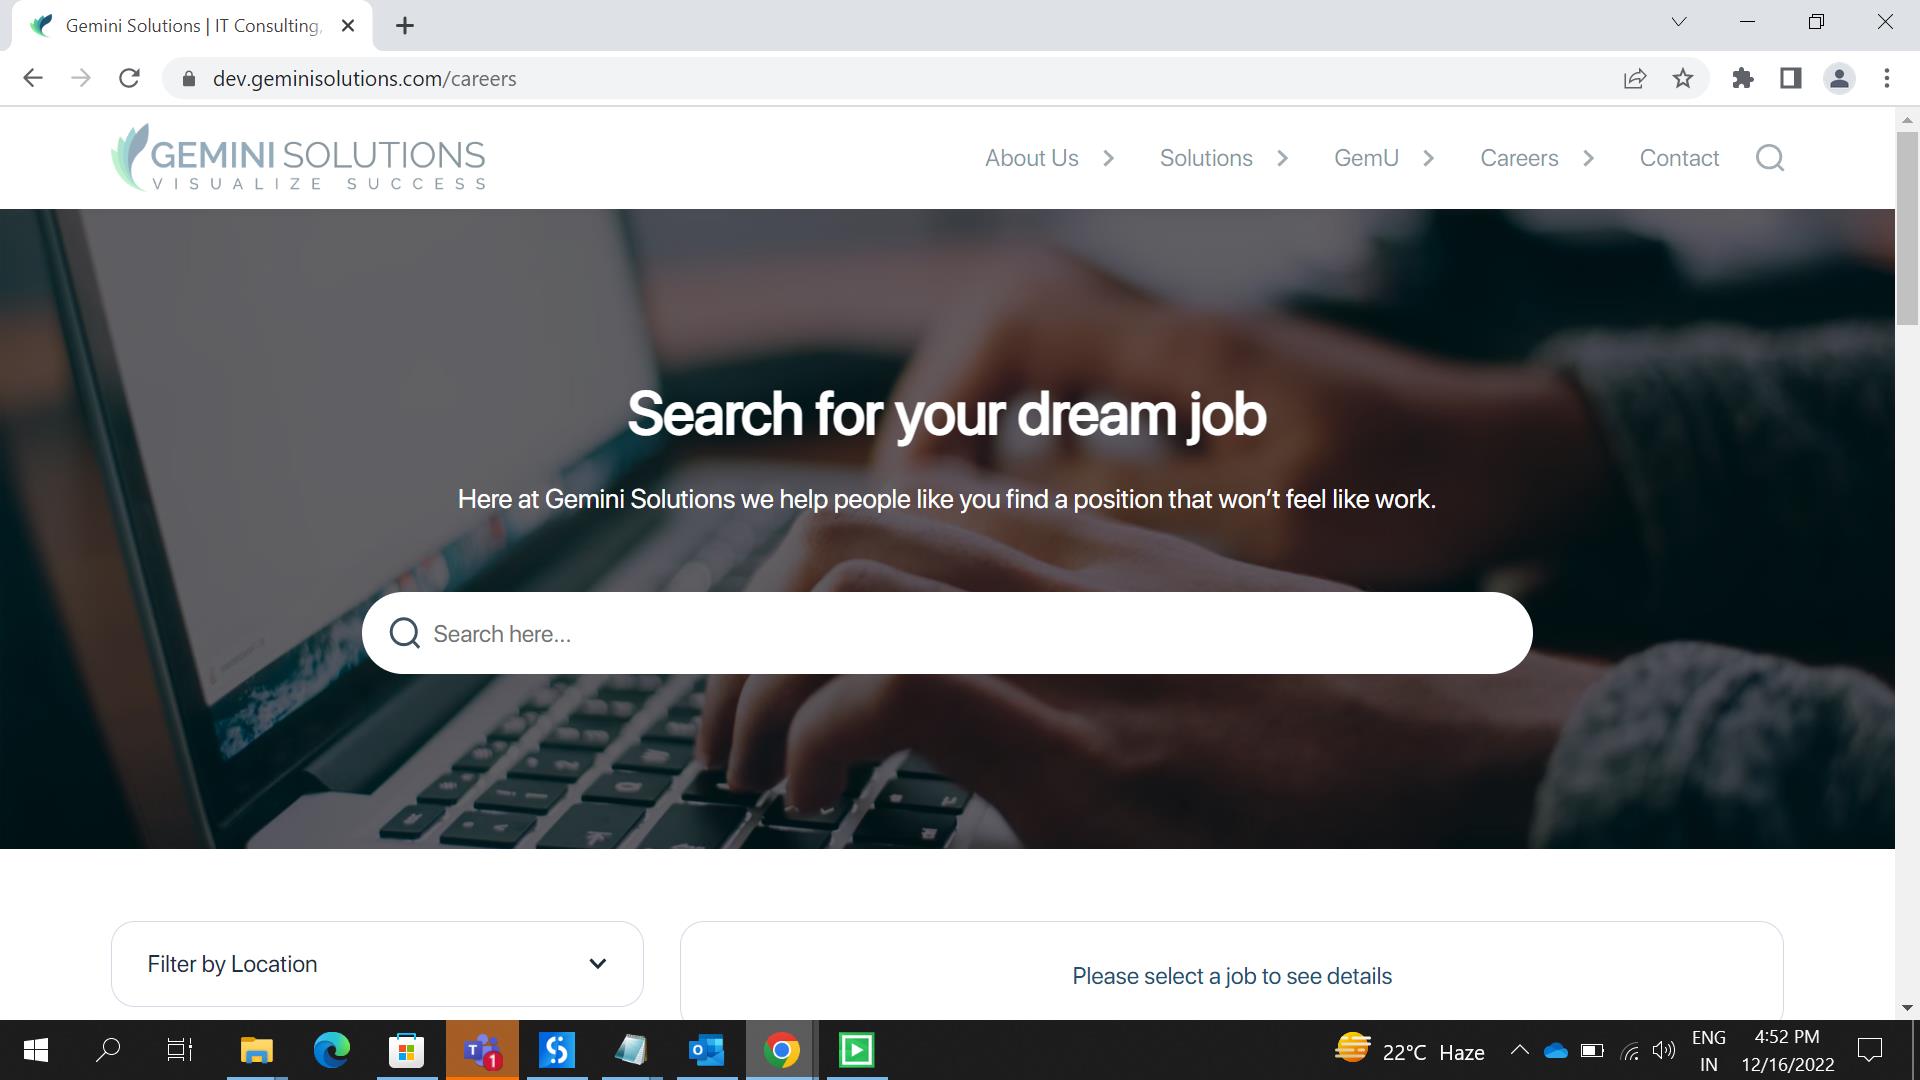 Gemini Solutions | IT Consulting,
dev.geminisolutions.com/careers
GEMINI SOLUTIONS
VISUALIZE SUCCESS
About Us
Solutions
GemU
Careers
Contact
Search for your dream job
Here at Gemini Solutions we help people like you find a position that won’t feel like work.
Search here...
Filter by Location
Please select a job to see details
T
1
S
o
22°C Haze
ENG
IN
4:52 PM
12/16/2022